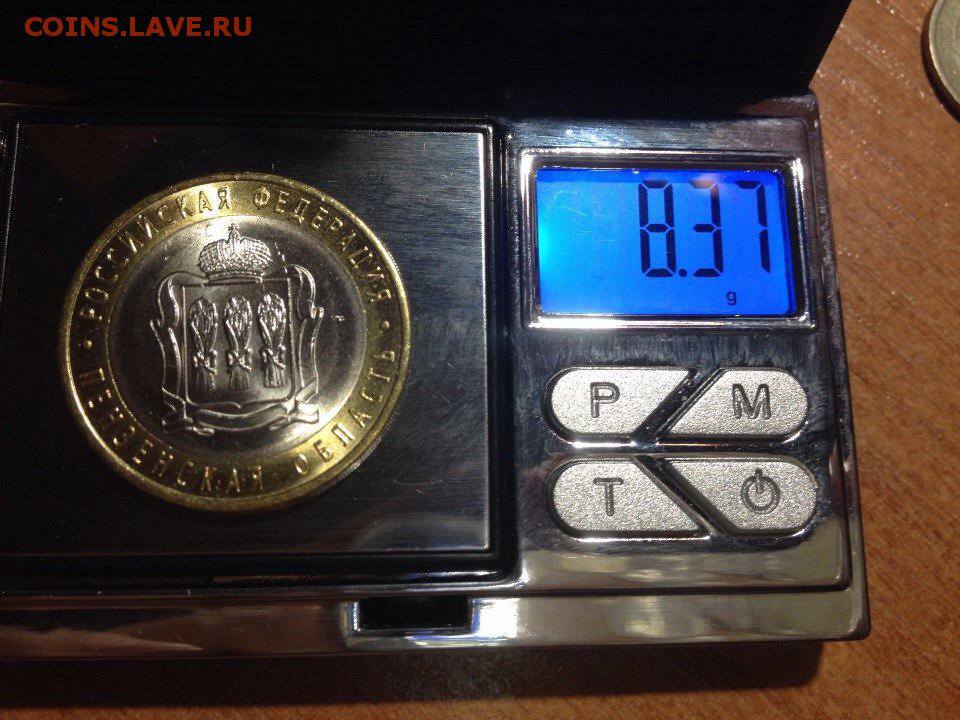 COINS.LAVE.RU
РОССИЙСКАЯ ФЕДЕРАЦИЯ
ПЕНЗЕНСКАЯ ОБЛАСТЬ
8.37
g
P
M
T